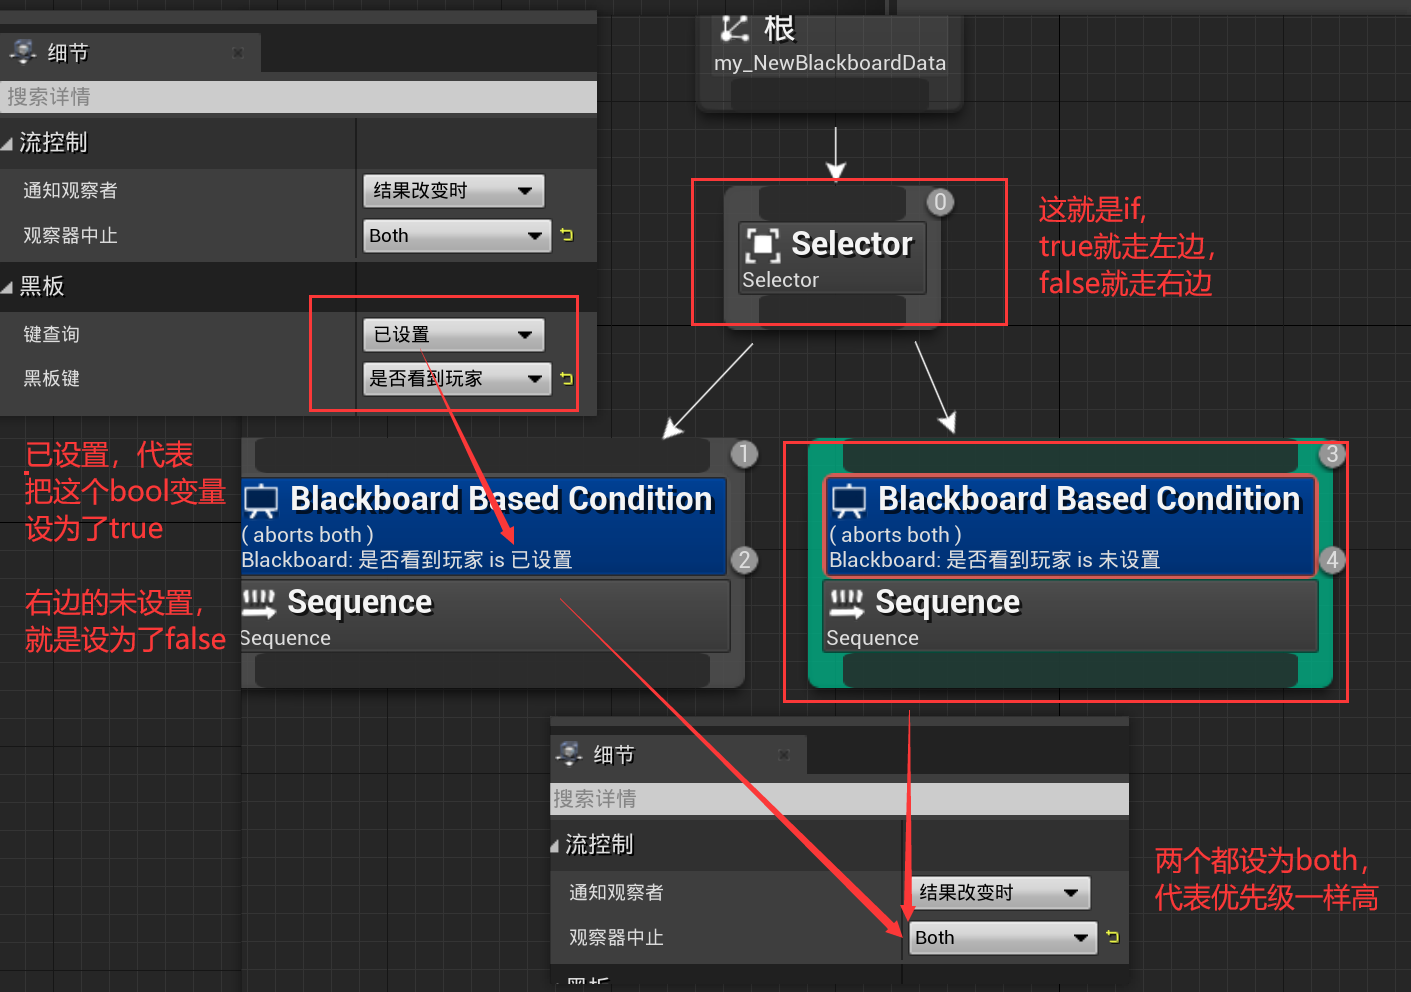 细节
搜索详情
流控制
通知观察者
结果改变时
观察器中止
Both
黑板
键查询
已设置
黑板键
是否看到玩家
根
my_NewBlackboardData
0
Selector
Selector
这就是if,
true就走左边，
false就走右边
已设置，代表
把这个bool变量
设为了true
右边的未设置，
就是设为了false
1
Blackboard Based Condition
( aborts both )
Blackboard: 是否看到玩家 is 已设置
2
Sequence
Sequence
3
Blackboard Based Condition
( aborts both )
Blackboard: 是否看到玩家 is 未设置
4
Sequence
Sequence
细节
搜索详情
流控制
通知观察者
结果改变时
观察器中止
Both
黑板
两个都设为both，
代表优先级一样高